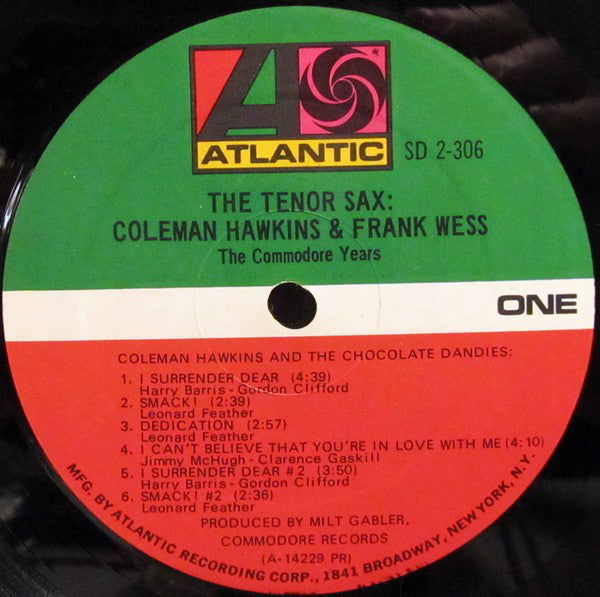 ATLANTIC
SD 2-306
THE TENOR SAX:
COLEMAN HAWKINS & FRANK WESS
The Commodore Years
ONE
COLEMAN HAWKINS AND THE CHOCOLATE DANDIES:
1. I SURRENDER DEAR (4:39)
Harry Barris - Gordon Clifford
2. SMACK! (2:39)
Leonard Feather
3. DEDICATION (2:57)
Leonard Feather
4. I CAN'T BELIEVE THAT YOU'RE IN LOVE WITH ME (4:10)
Jimmy McHugh - Clarence Gaskill
5. I SURRENDER DEAR #2 (3:50)
Harry Barris - Gordon Clifford
6. SMACK! #2 (2:36)
Leonard Feather
PRODUCED BY MILT GABLER,
COMMODORE RECORDS
(A-14229 PR)
MFG. BY ATLANTIC RECORDING CORP., 1841 BROADWAY, NEW YORK, N.Y.